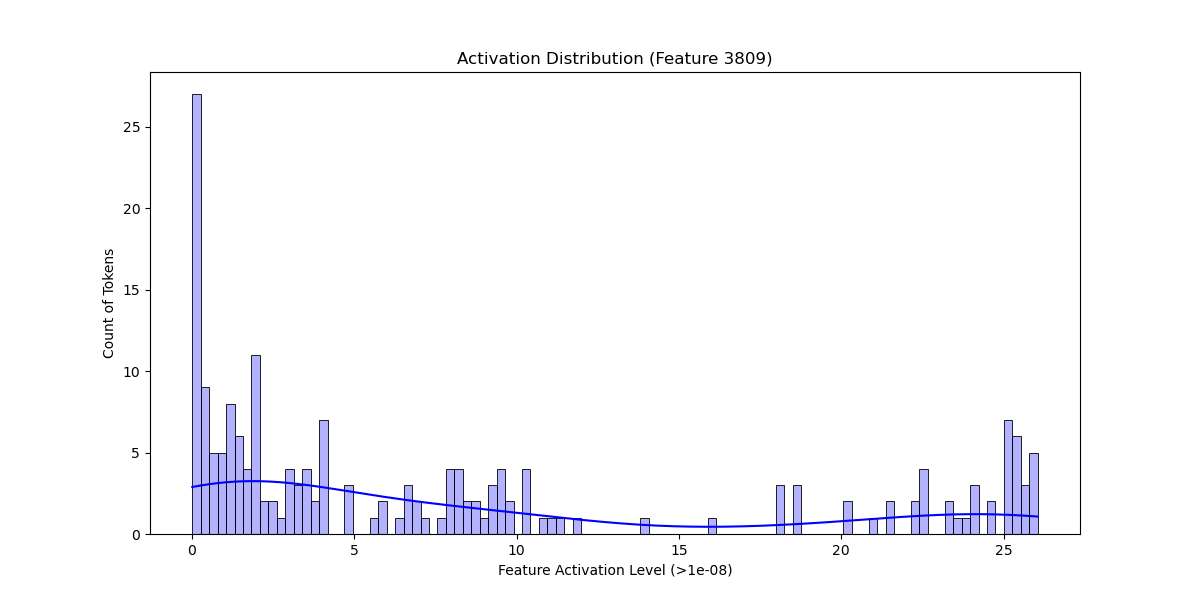 Activation Distribution (Feature 3809)
Count of Tokens
25
20
15
10
5
0
0 5 10 15 20 25
Feature Activation Level (>1e-08)